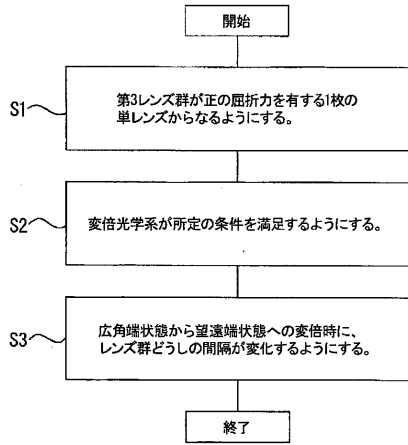 開始
S1
第3レンズ群が正の屈折力を有する1枚の
単レンズからなるようにする。
S2
変倍光学系が所定の条件を満足するようにする。
S3
広角端状態から望遠端状態への変倍時に、
レンズ群どうしの間隔が変化するようにする。
終了